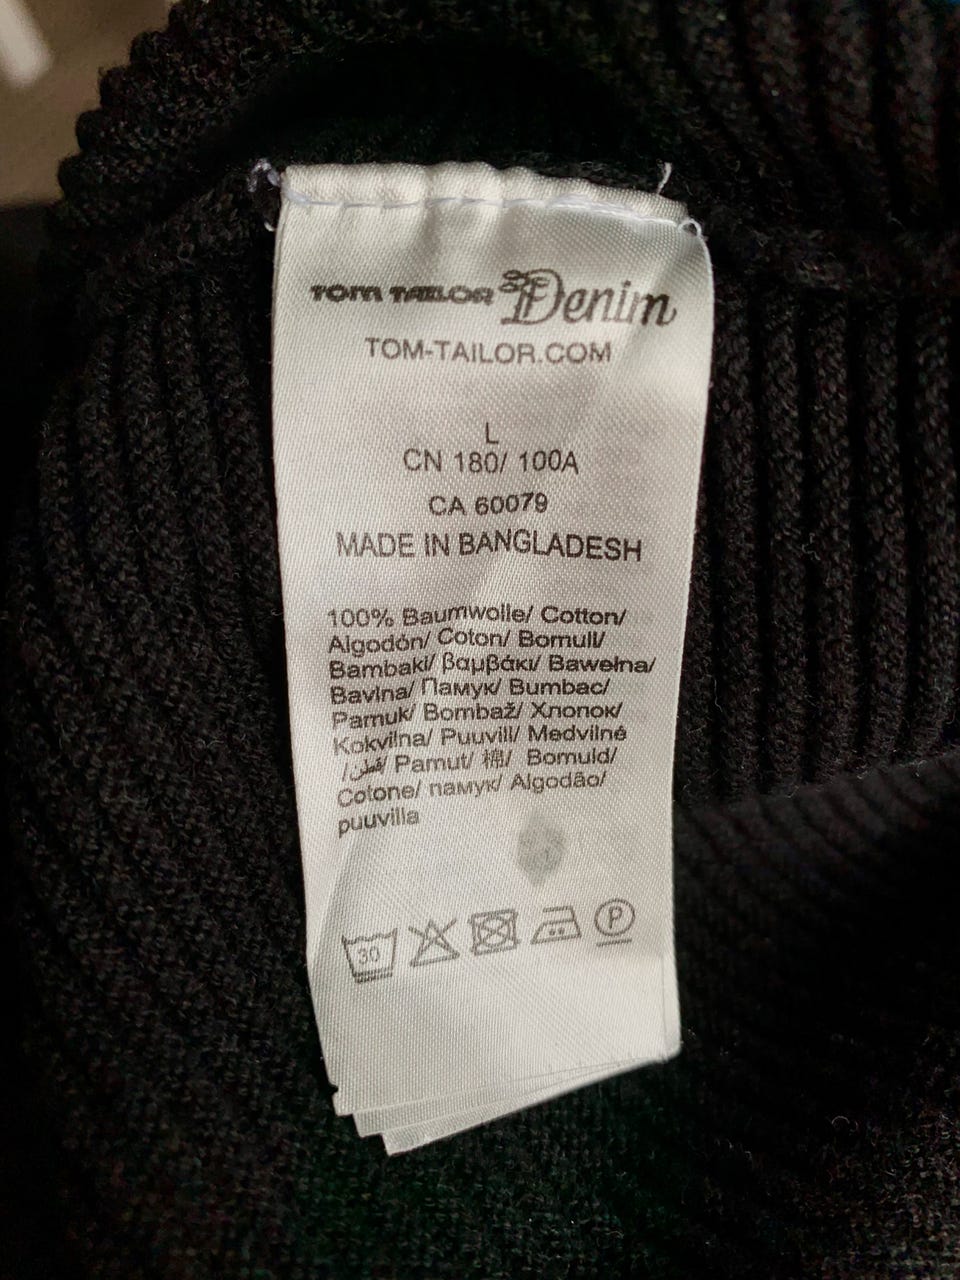 TOM TAILOR Denim
TOM-TAILOR.COM
L
CN 180/ 100A
CA 60079
MADE IN BANGLADESH
100% Baumwolle/ Cotton/
Algodón/ Coton/ Bomull/
Bambaki/ βαμβάκι/ Bawełna/
Bavlna/ Памук/ Bumbac/
Pamuk/ Bombaž/ Хлопок/
Kokvilna/ Puuvill/ Medvilnė
/قطن/ Pamut/ 棉/ Bomuld/
Cotone/ памук/ Algodão/
puuvilla
30 P